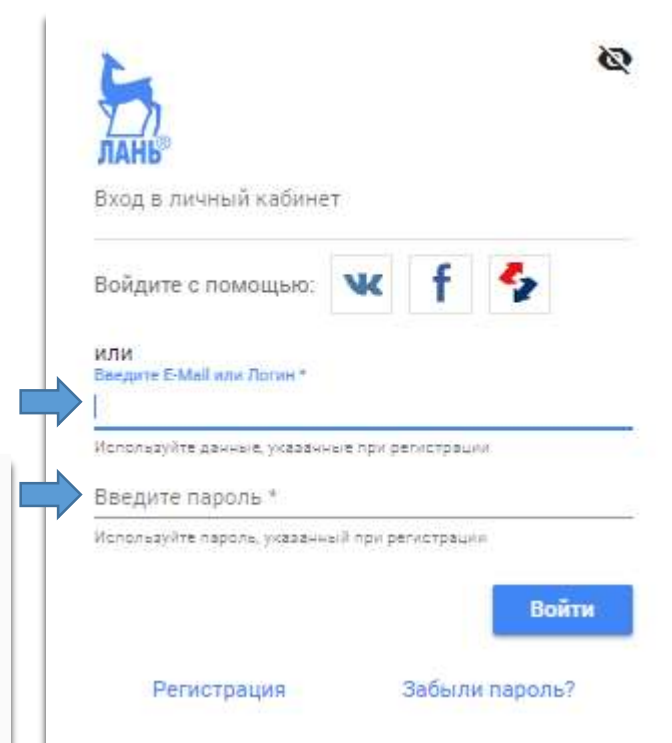 ЛАНЬ®
Вход в личный кабинет
Войдите с помощью:
или
Введите E-Mail или Логин *
Используйте данные, указанные при регистрации
Введите пароль *
Используйте пароль, указанный при регистрации
Войти
Регистрация Забыли пароль?